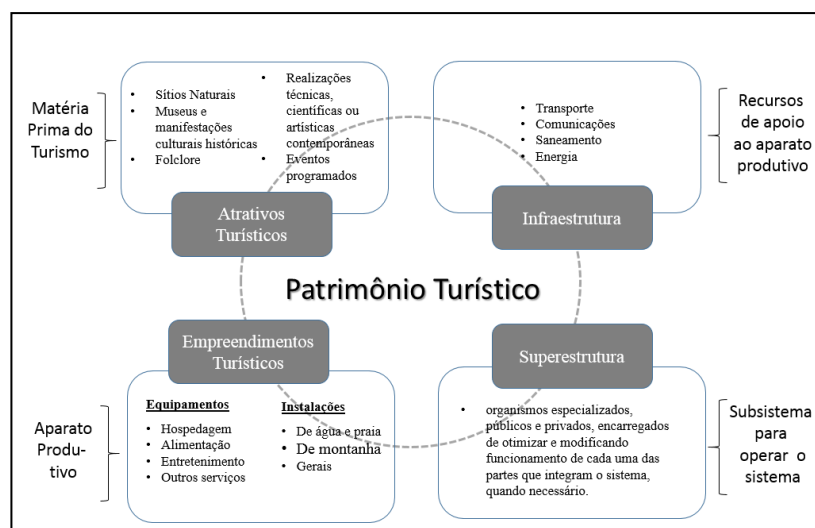 Matéria
Prima do
Turismo
• Sítios Naturais
• Museus e
manifestações
culturais históricas
• Folclore
• Realizações
técnicas,
científicas ou
artísticas
contemporâneas
• Eventos
programados
Atrativos
Turísticos
• Transporte
• Comunicações
• Saneamento
• Energia
Infraestrutura
Recursos
de apoio
ao aparato
produtivo
Patrimônio Turístico
Empreendimentos
Turísticos
Aparato
Produ-
tivo
Equipamentos
• Hospedagem
• Alimentação
• Entretenimento
• Outros serviços
Instalações
• De água e praia
• De montanha
• Gerais
Superestrutura
• organismos especializados,
públicos e privados, encarregados
de otimizar e modificando
funcionamento de cada uma das
partes que integram o sistema,
quando necessário.
Subsistema
para
operar o
sistema